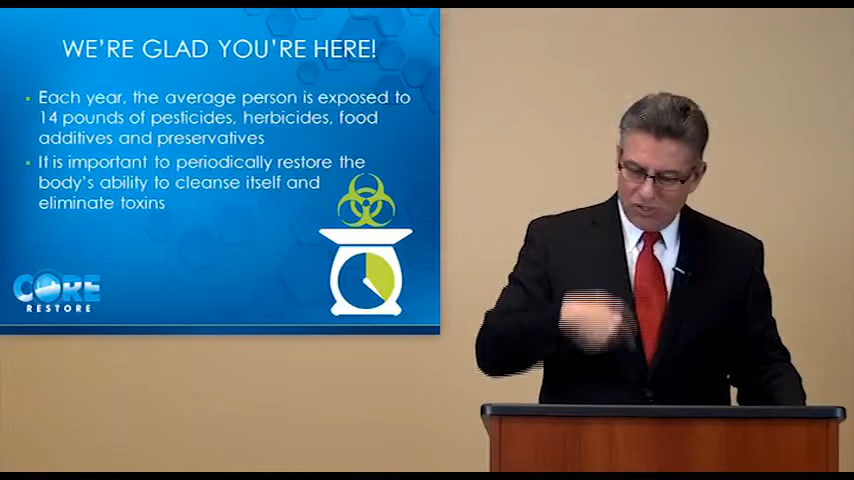 WE'RE GLAD YOU'RE HERE!
Each year, the average person is exposed to
14 pounds of pesticides, herbicides, food
additives and preservatives
It is important to periodically restore the
body's ability to cleanse itself and
eliminate toxins
CORE
RESTORE